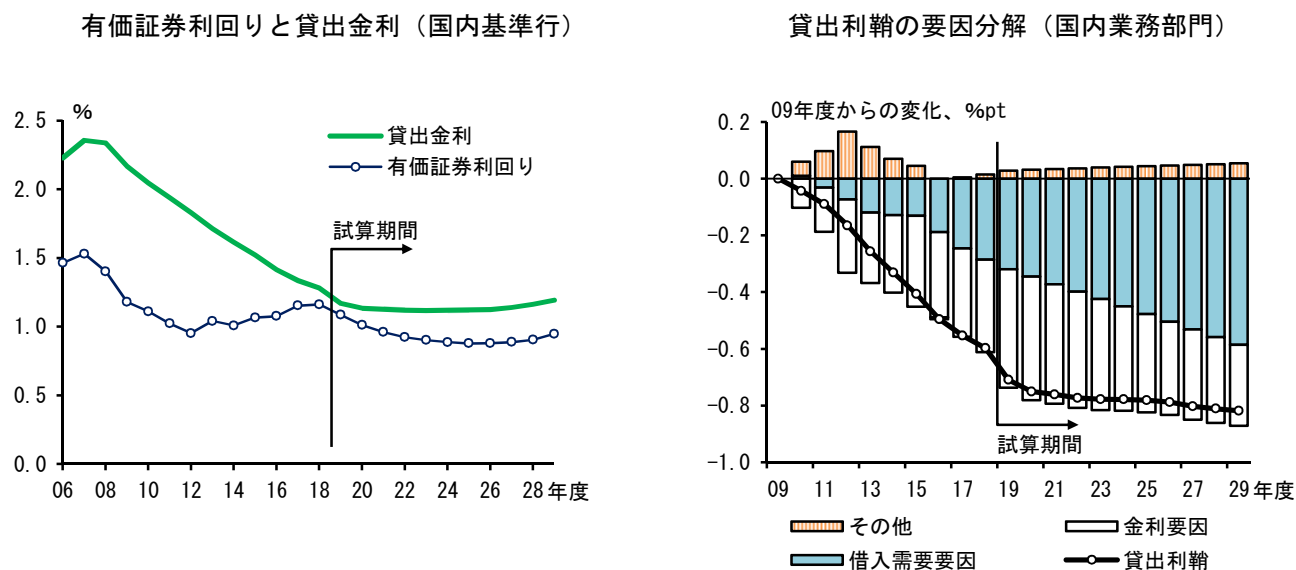 有価証券利回りと貸出金利（国内基準行）
%
2.5
2.0
1.5
1.0
0.5
0.0
貸出金利
有価証券利回り
試算期間
06 08 10 12 14 16 18 20 22 24 26 28 年度
貸出利鞘の要因分解（国内業務部門）
09年度からの変化、%pt
0.2
0.0
−0.2
−0.4
−0.6
−0.8
−1.0
試算期間
09 11 13 15 17 19 21 23 25 27 29 年度
その他 金利要因
借入需要要因 貸出利鞘